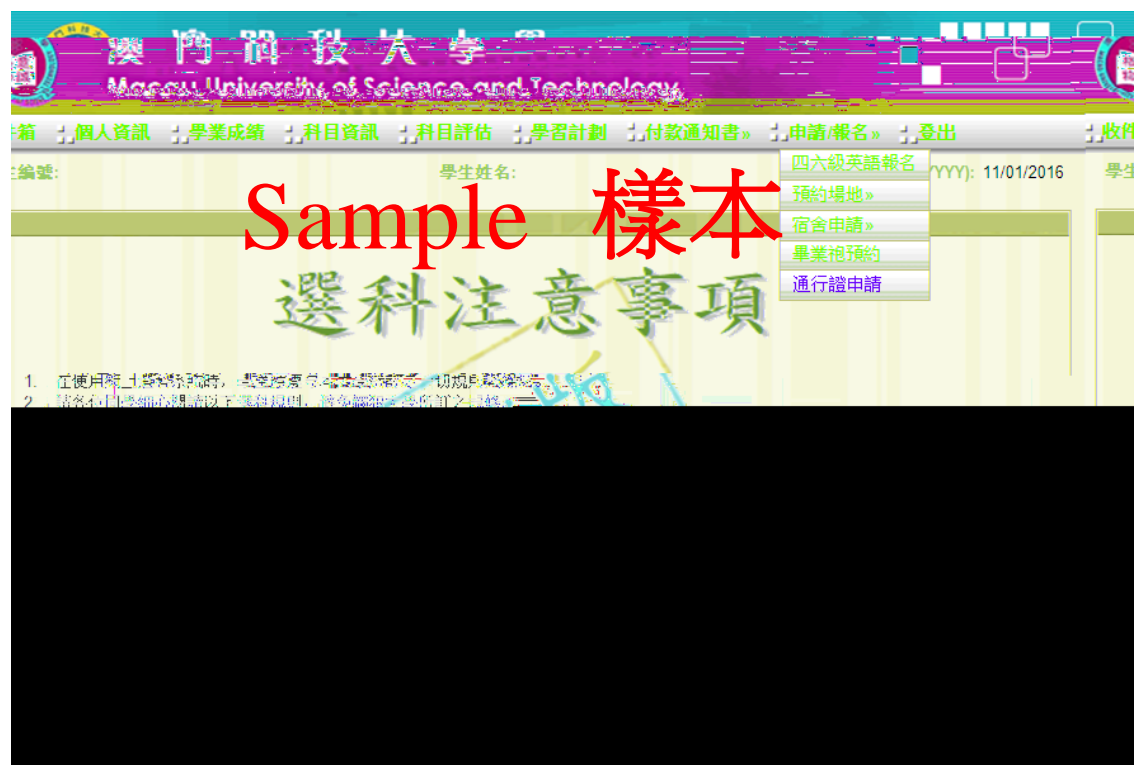 澳門科技大學
Macau University of Science and Technology
箱 個人資訊 學業成績 科目資訊 科目評估 學習計劃 付款通知書» 申請/報名» 登出 收件
編號: 學生姓名: YYYY): 11/01/2016 學生
四六級英語報名
預約場地»
宿舍申請»
畢業袍預約
通行證申請
Sample 樣本
選科注意事項
1.
2.